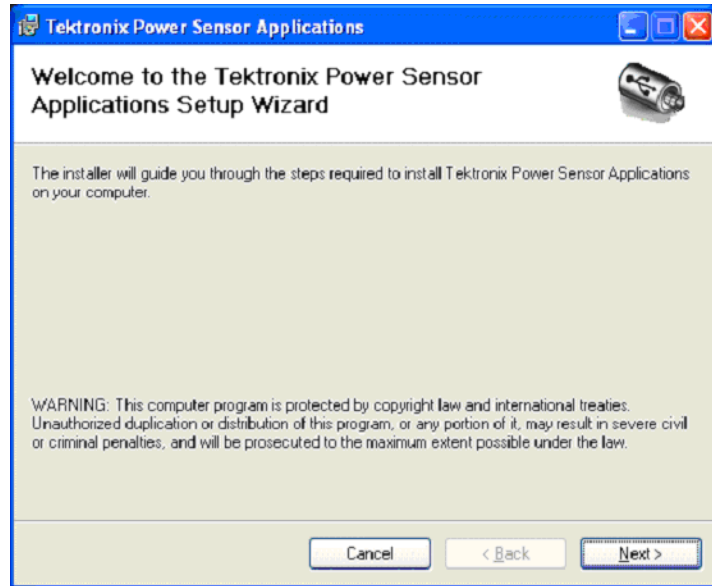 Tektronix Power Sensor Applications
Welcome to the Tektronix Power Sensor
Applications Setup Wizard
The installer will guide you through the steps required to install Tektronix Power Sensor Applications
on your computer.
WARNING: This computer program is protected by copyright law and international treaties.
Unauthorized duplication or distribution of this program, or any portion of it, may result in severe civil
or criminal penalties, and will be prosecuted to the maximum extent possible under the law.
Cancel < Back Next >